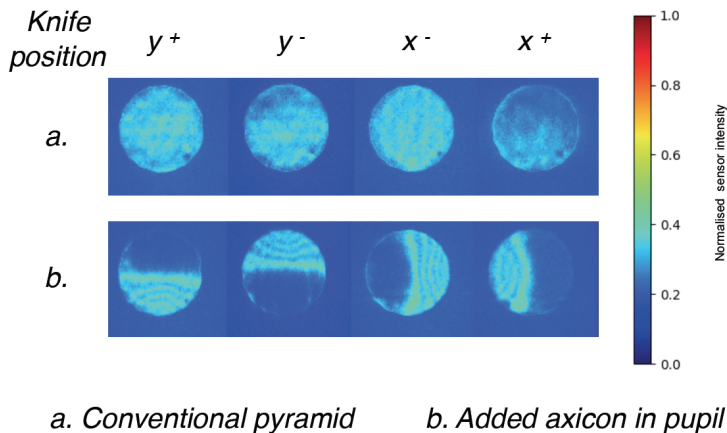 Knife
position
y + y - x - x +
a.
b.
1.0
0.8
0.6
0.4
0.2
0.0
Normalised sensor intensity
a. Conventional pyramid b. Added axicon in pupil